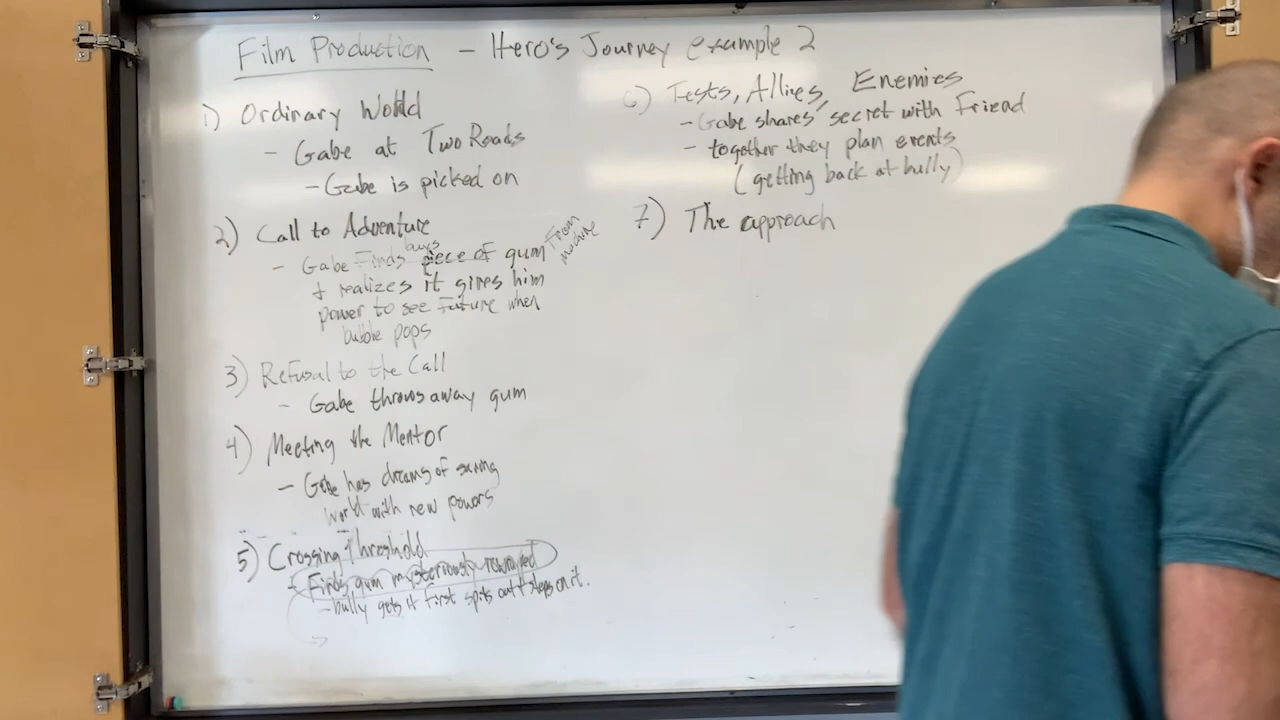 Film Production - Hero's Journey example 2
1) Ordinary World
- Gabe at Two Roads
- Gabe is picked on
2) Call to Adventure
buys
- Gabe Finds piece of gum From machine
+ realizes it gives him
power to see Future when
bubble pops
3) Refusal to the Call
- Gabe throws away gum
4) Meeting the Mentor
- Gabe has dreams of saving
world with new powers
5) Crossing Threshold
- Finds gum mysteriously
- bully gets it first spits out + steps on it.
6) Tests, Allies, Enemies
- Gabe shares secret with Friend
- together they plan events
(getting back at bully)
7) The approach